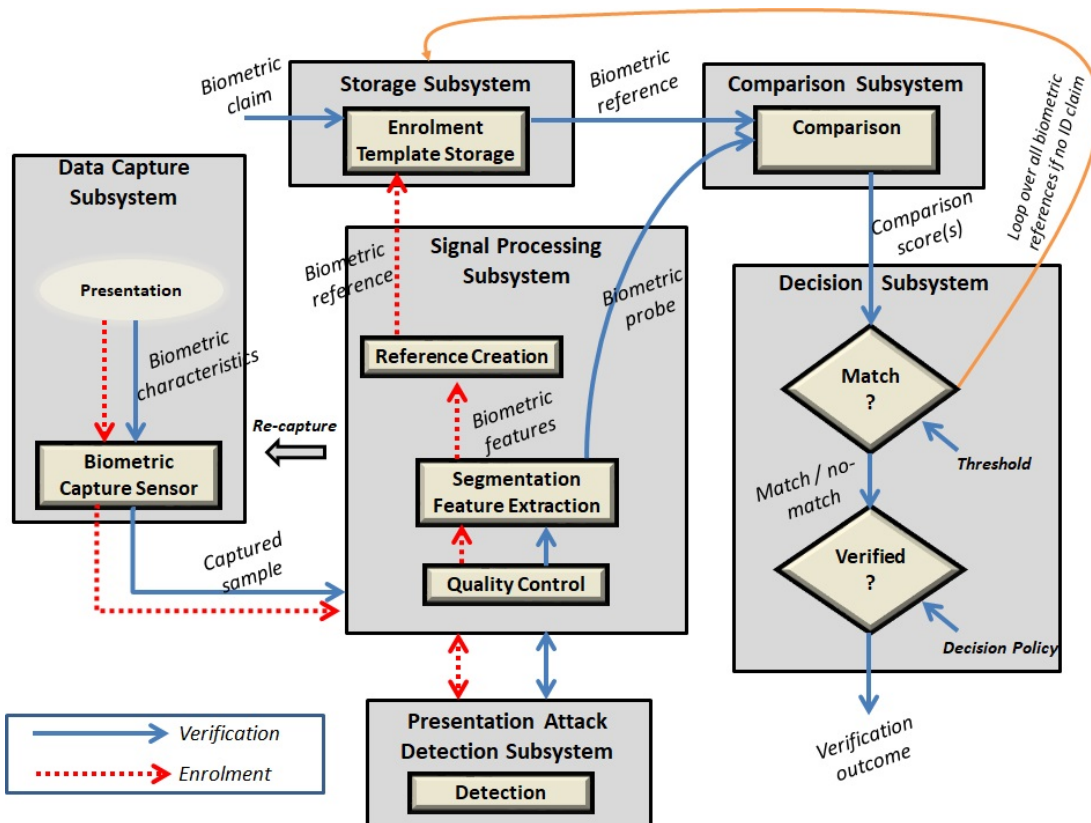 Biometric
claim
Storage Subsystem
Enrolment
Template Storage
Biometric
reference
Comparison Subsystem
Comparison
Loop over all biometric
references if no ID claim
Data Capture
Subsystem
Presentation
Biometric
characteristics
Biometric
Capture Sensor
Captured
sample
Re-capture
Biometric
reference
Signal Processing
Subsystem
Reference Creation
Biometric
features
Segmentation
Feature Extraction
Quality Control
Biometric
probe
Comparison
score(s)
Decision Subsystem
Match
?
Threshold
Match / no-
match
Verified
?
Decision Policy
Verification
outcome
Presentation Attack
Detection Subsystem
Detection
Verification
Enrolment